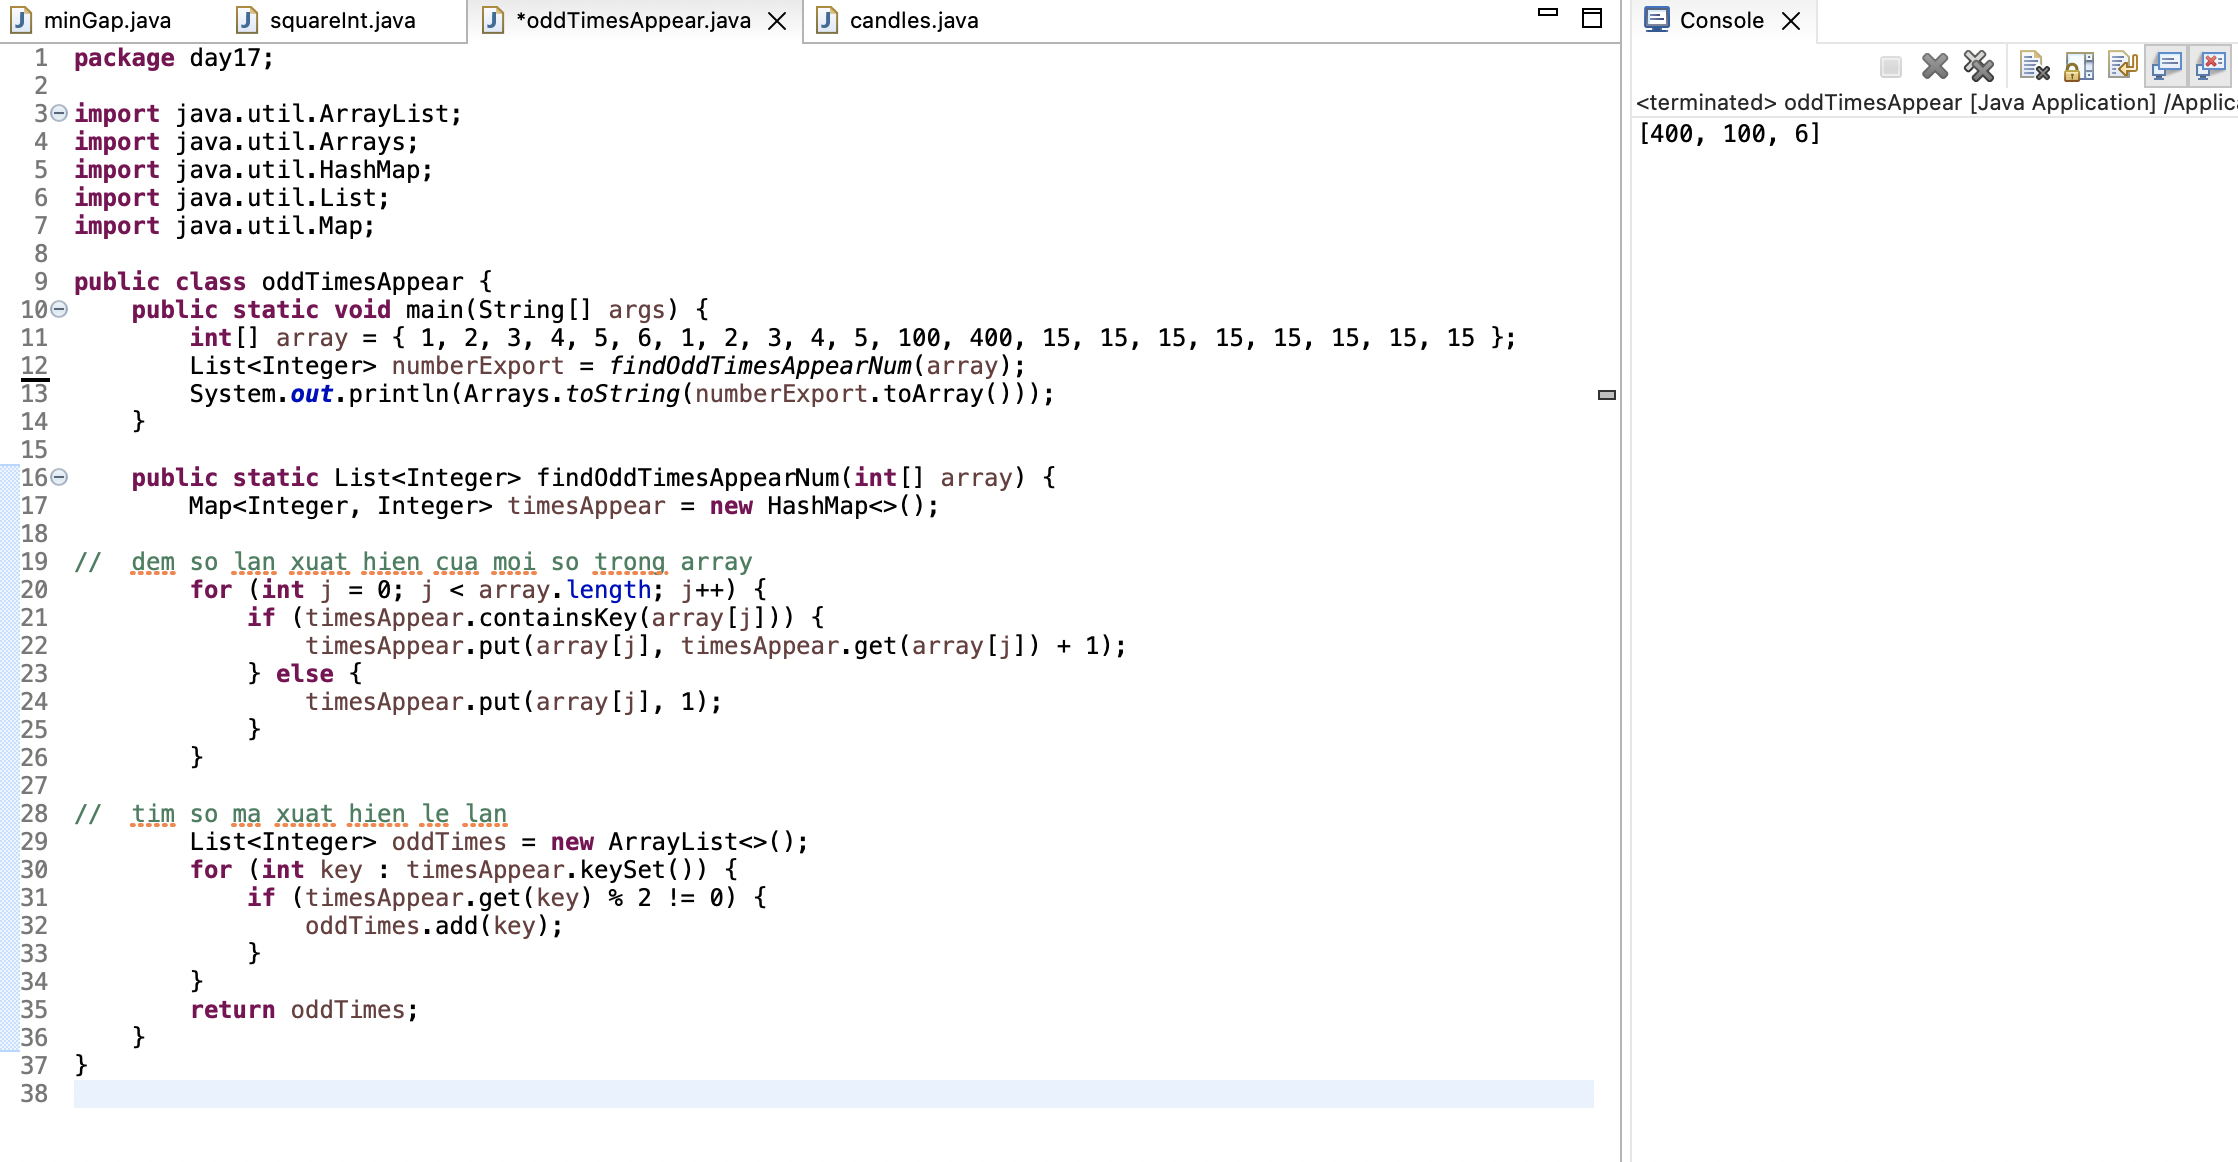 minGap.java squareInt.java *oddTimesAppear.java candles.java
1 package day17;
2
3 import java.util.ArrayList;
4 import java.util.Arrays;
5 import java.util.HashMap;
6 import java.util.List;
7 import java.util.Map;
8
9 public class oddTimesAppear {
10 public static void main(String[] args) {
11 int[] array = { 1, 2, 3, 4, 5, 6, 1, 2, 3, 4, 5, 100, 400, 15, 15, 15, 15, 15, 15, 15, 15 };
12 List<Integer> numberExport = findOddTimesAppearNum(array);
13 System.out.println(Arrays.toString(numberExport.toArray()));
14 }
15
16 public static List<Integer> findOddTimesAppearNum(int[] array) {
17 Map<Integer, Integer> timesAppear = new HashMap<>();
18
19 // dem so lan xuat hien cua moi so trong array
20 for (int j = 0; j < array.length; j++) {
21 if (timesAppear.containsKey(array[j])) {
22 timesAppear.put(array[j], timesAppear.get(array[j]) + 1);
23 } else {
24 timesAppear.put(array[j], 1);
25 }
26 }
27
28 // tim so ma xuat hien le lan
29 List<Integer> oddTimes = new ArrayList<>();
30 for (int key : timesAppear.keySet()) {
31 if (timesAppear.get(key) % 2 != 0) {
32 oddTimes.add(key);
33 }
34 }
35 return oddTimes;
36 }
37 }
38
Console
<terminated> oddTimesAppear [Java Application] /Applic
[400, 100, 6]